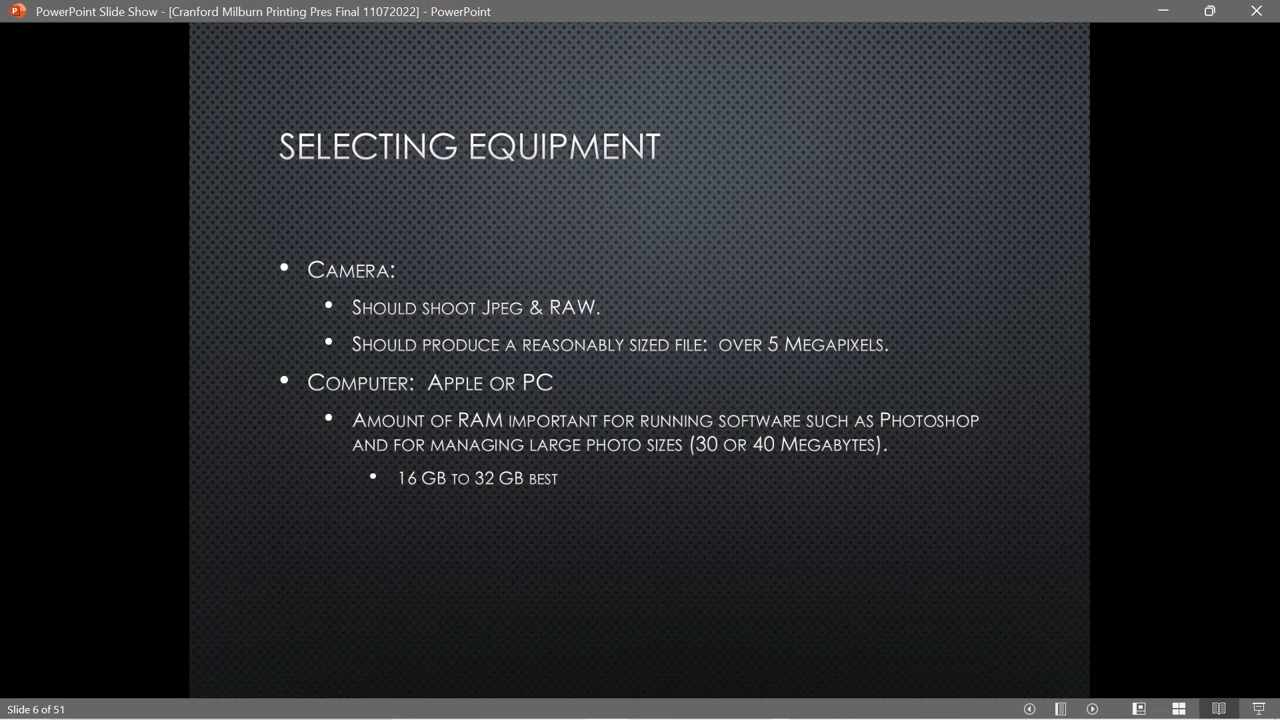 PowerPoint Slide Show - [Cranford Milburn Printing Pres Final 11072022] - PowerPoint
SELECTING EQUIPMENT
• CAMERA:
• SHOULD SHOOT JPEG & RAW.
• SHOULD PRODUCE A REASONABLY SIZED FILE: OVER 5 MEGAPIXELS.
• COMPUTER: APPLE OR PC
• AMOUNT OF RAM IMPORTANT FOR RUNNING SOFTWARE SUCH AS PHOTOSHOP
AND FOR MANAGING LARGE PHOTO SIZES (30 OR 40 MEGABYTES).
• 16 GB TO 32 GB BEST
Slide 6 of 51